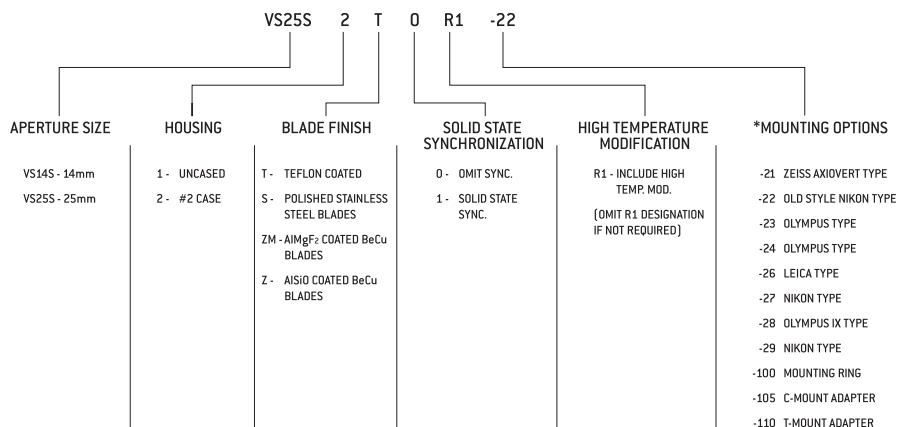 VS25S 2 T 0 R1 -22
APERTURE SIZE
VS14S - 14mm
VS25S - 25mm
HOUSING
1 - UNCASED
2 - #2 CASE
BLADE FINISH
T - TEFLON COATED
S - POLISHED STAINLESS
STEEL BLADES
ZM - AlMgF2 COATED BeCu
BLADES
Z - AlSiO COATED BeCu
BLADES
SOLID STATE
SYNCHRONIZATION
0 - OMIT SYNC.
1 - SOLID STATE
SYNC.
HIGH TEMPERATURE
MODIFICATION
R1 - INCLUDE HIGH
TEMP. MOD.
(OMIT R1 DESIGNATION
IF NOT REQUIRED)
*MOUNTING OPTIONS
-21 ZEISS AXIOVERT TYPE
-22 OLD STYLE NIKON TYPE
-23 OLYMPUS TYPE
-24 OLYMPUS TYPE
-26 LEICA TYPE
-27 NIKON TYPE
-28 OLYMPUS IX TYPE
-29 NIKON TYPE
-100 MOUNTING RING
-105 C-MOUNT ADAPTER
-110 T-MOUNT ADAPTER